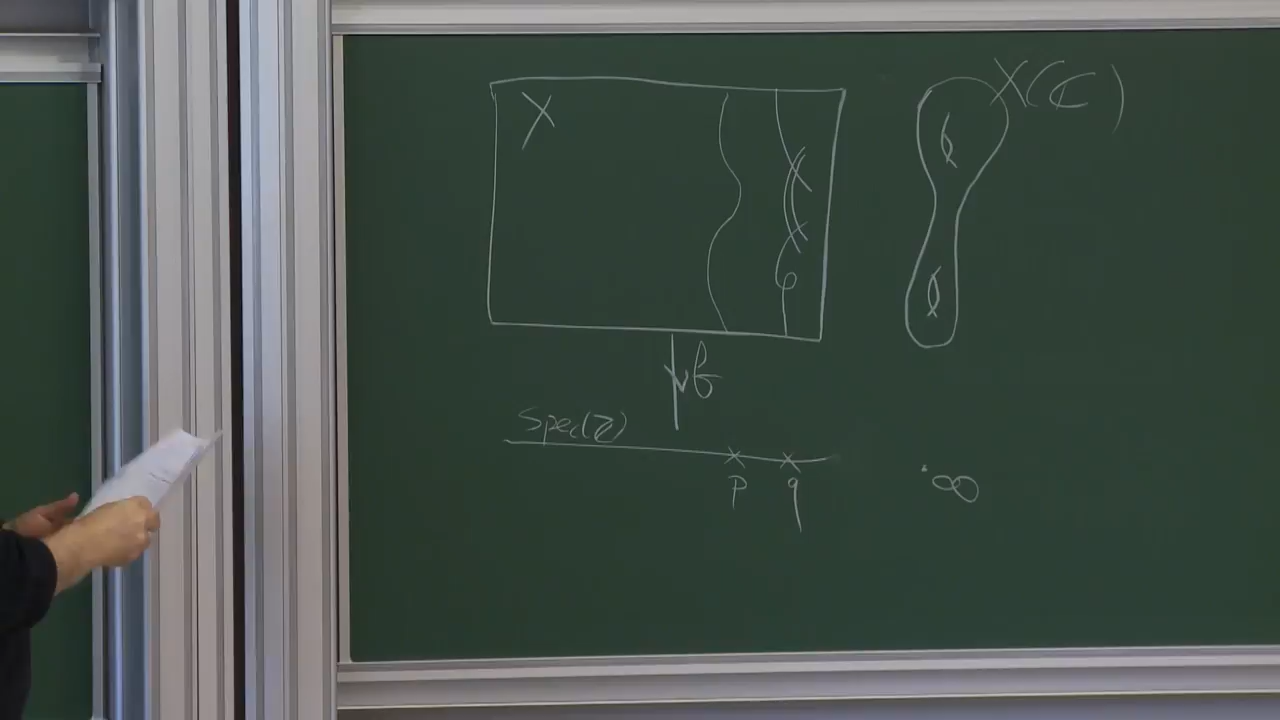 X
X(ℂ)
f
Spec(ℤ)
p q
∞